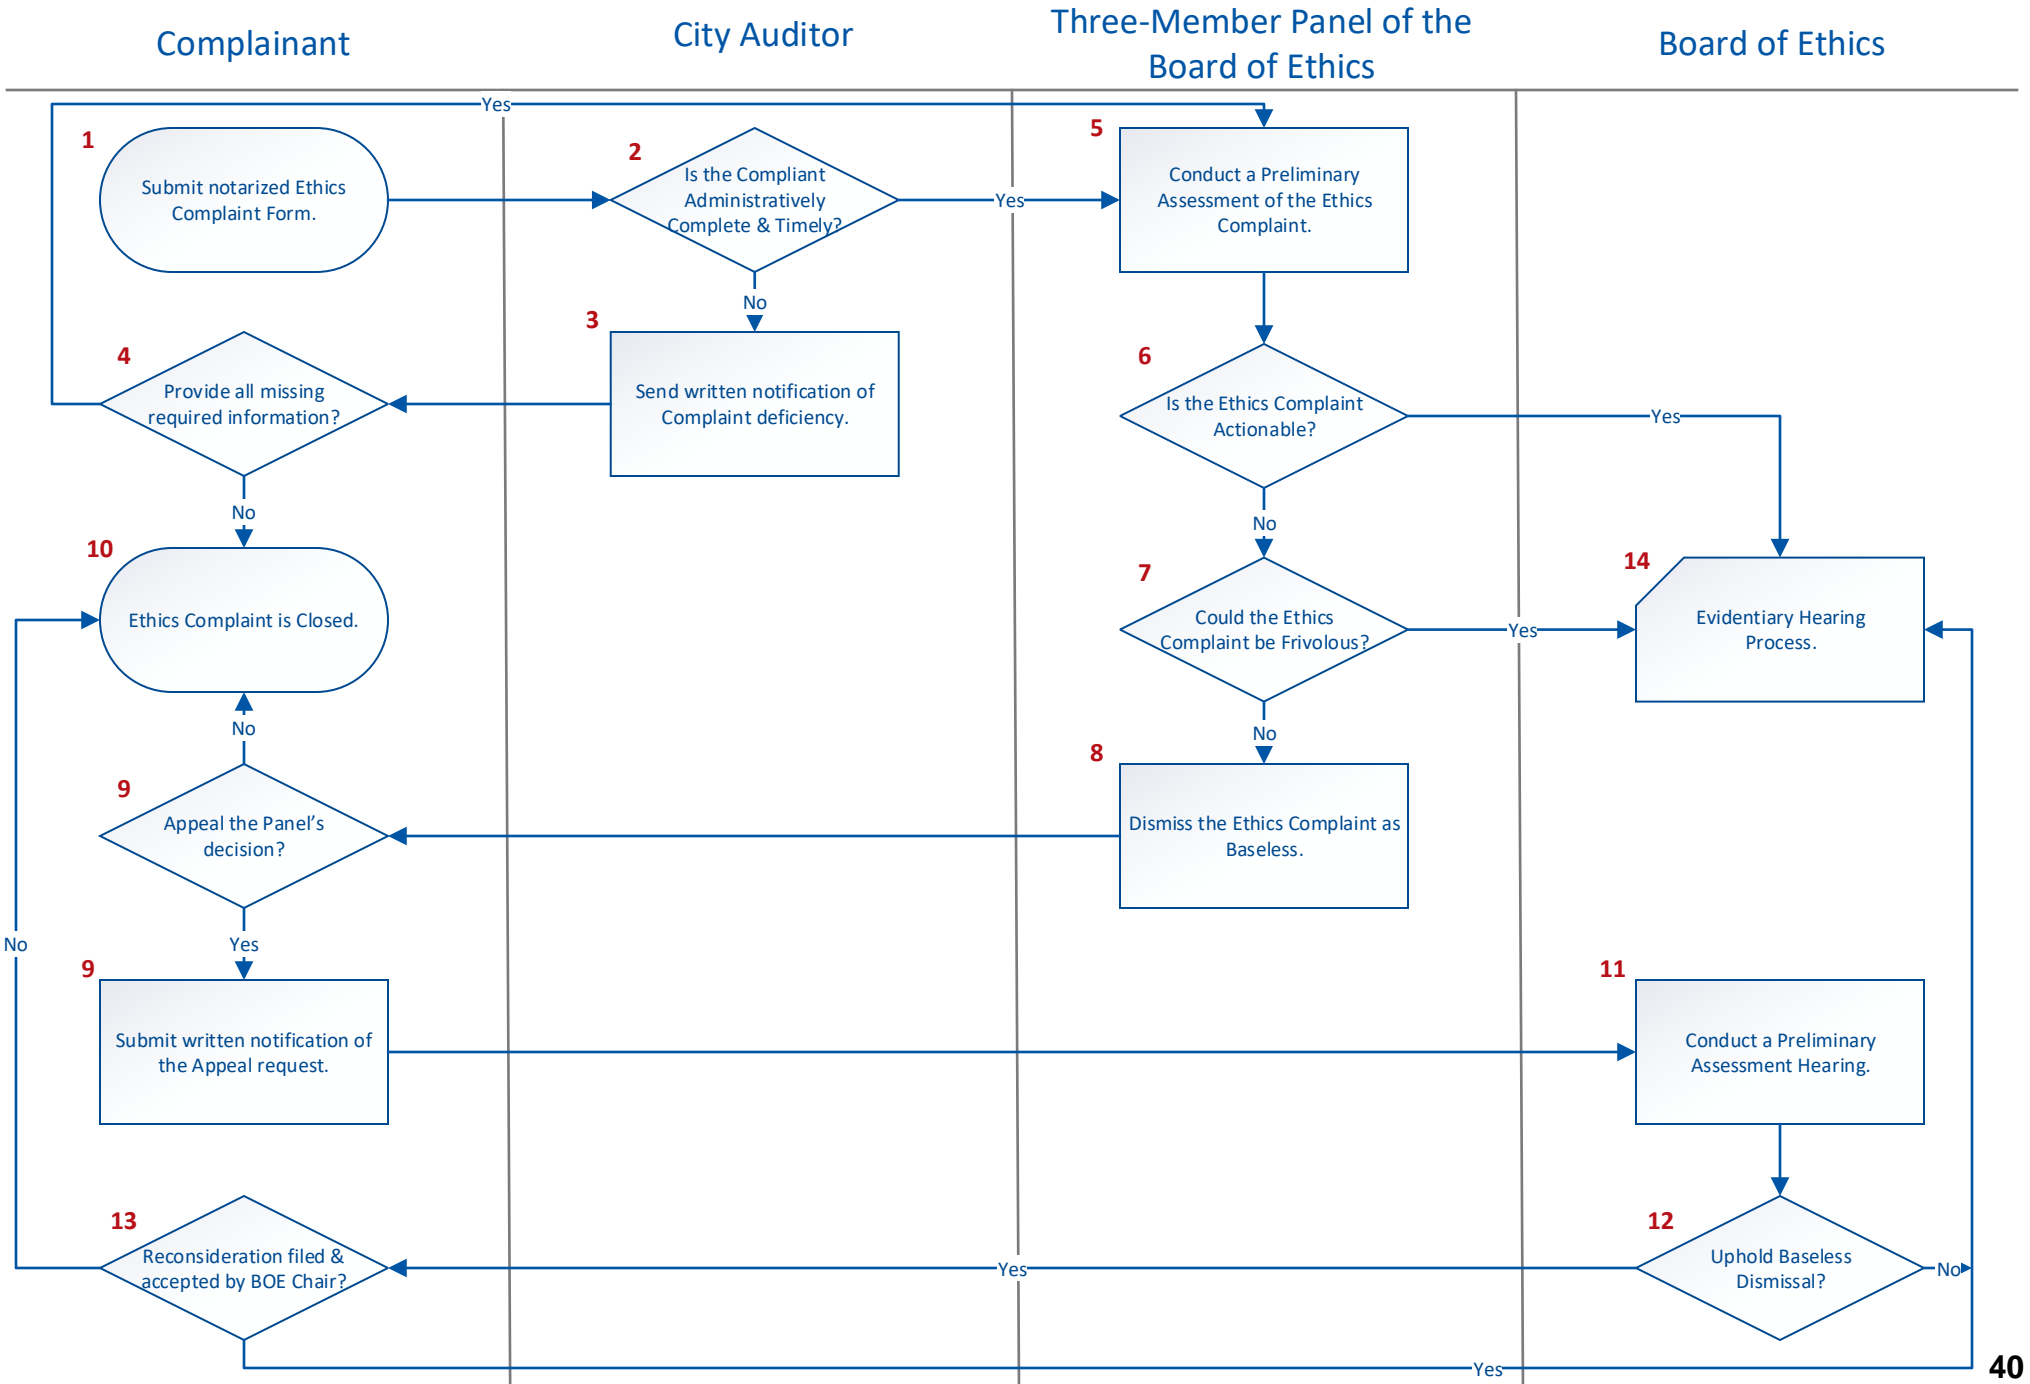 Complainant
City Auditor
Three-Member Panel of the
Board of Ethics
Board of Ethics
Yes
1
Submit notarized Ethics
Complaint Form.
2
Is the Compliant
Administratively
Complete & Timely?
Yes
5
Conduct a Preliminary
Assessment of the Ethics
Complaint.
No
3
Send written notification of
Complaint deficiency.
4
Provide all missing
required information?
No
6
Is the Ethics Complaint
Actionable?
Yes
No
10
Ethics Complaint is Closed.
7
Could the Ethics
Complaint be Frivolous?
Yes
14
Evidentiary Hearing
Process.
No
No
8
Dismiss the Ethics Complaint as
Baseless.
9
Appeal the Panel’s
decision?
No
Yes
9
Submit written notification of
the Appeal request.
11
Conduct a Preliminary
Assessment Hearing.
13
Reconsideration filed &
accepted by BOE Chair?
Yes
12
Uphold Baseless
Dismissal?
No
Yes
40